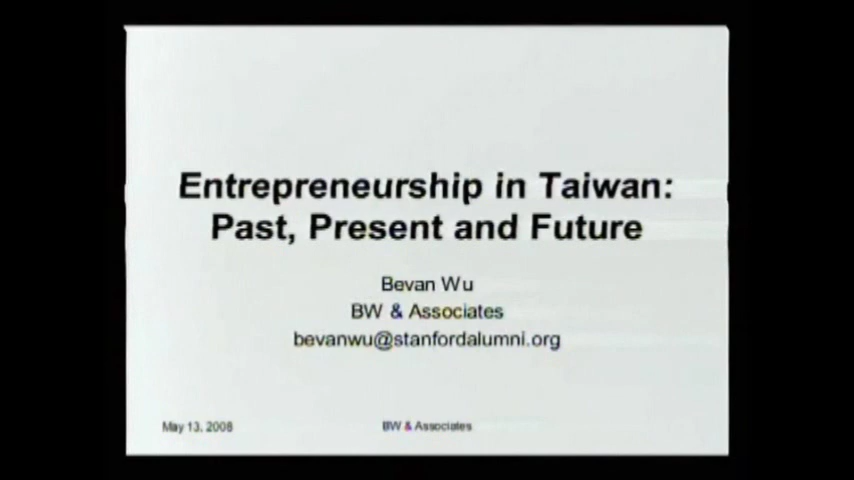 Entrepreneurship in Taiwan:
Past, Present and Future
Bevan Wu
BW & Associates
bevanwu@stanfordalumni.org
May 13, 2008
BW & Associates